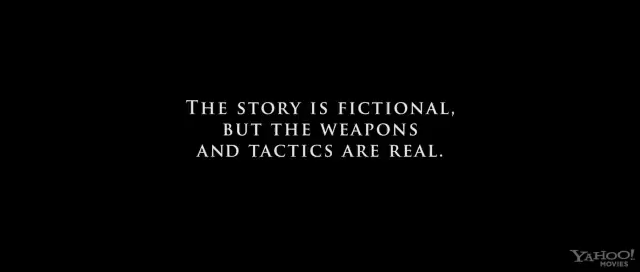 THE STORY IS FICTIONAL,
BUT THE WEAPONS
AND TACTICS ARE REAL.
YAHOO!
MOVIES